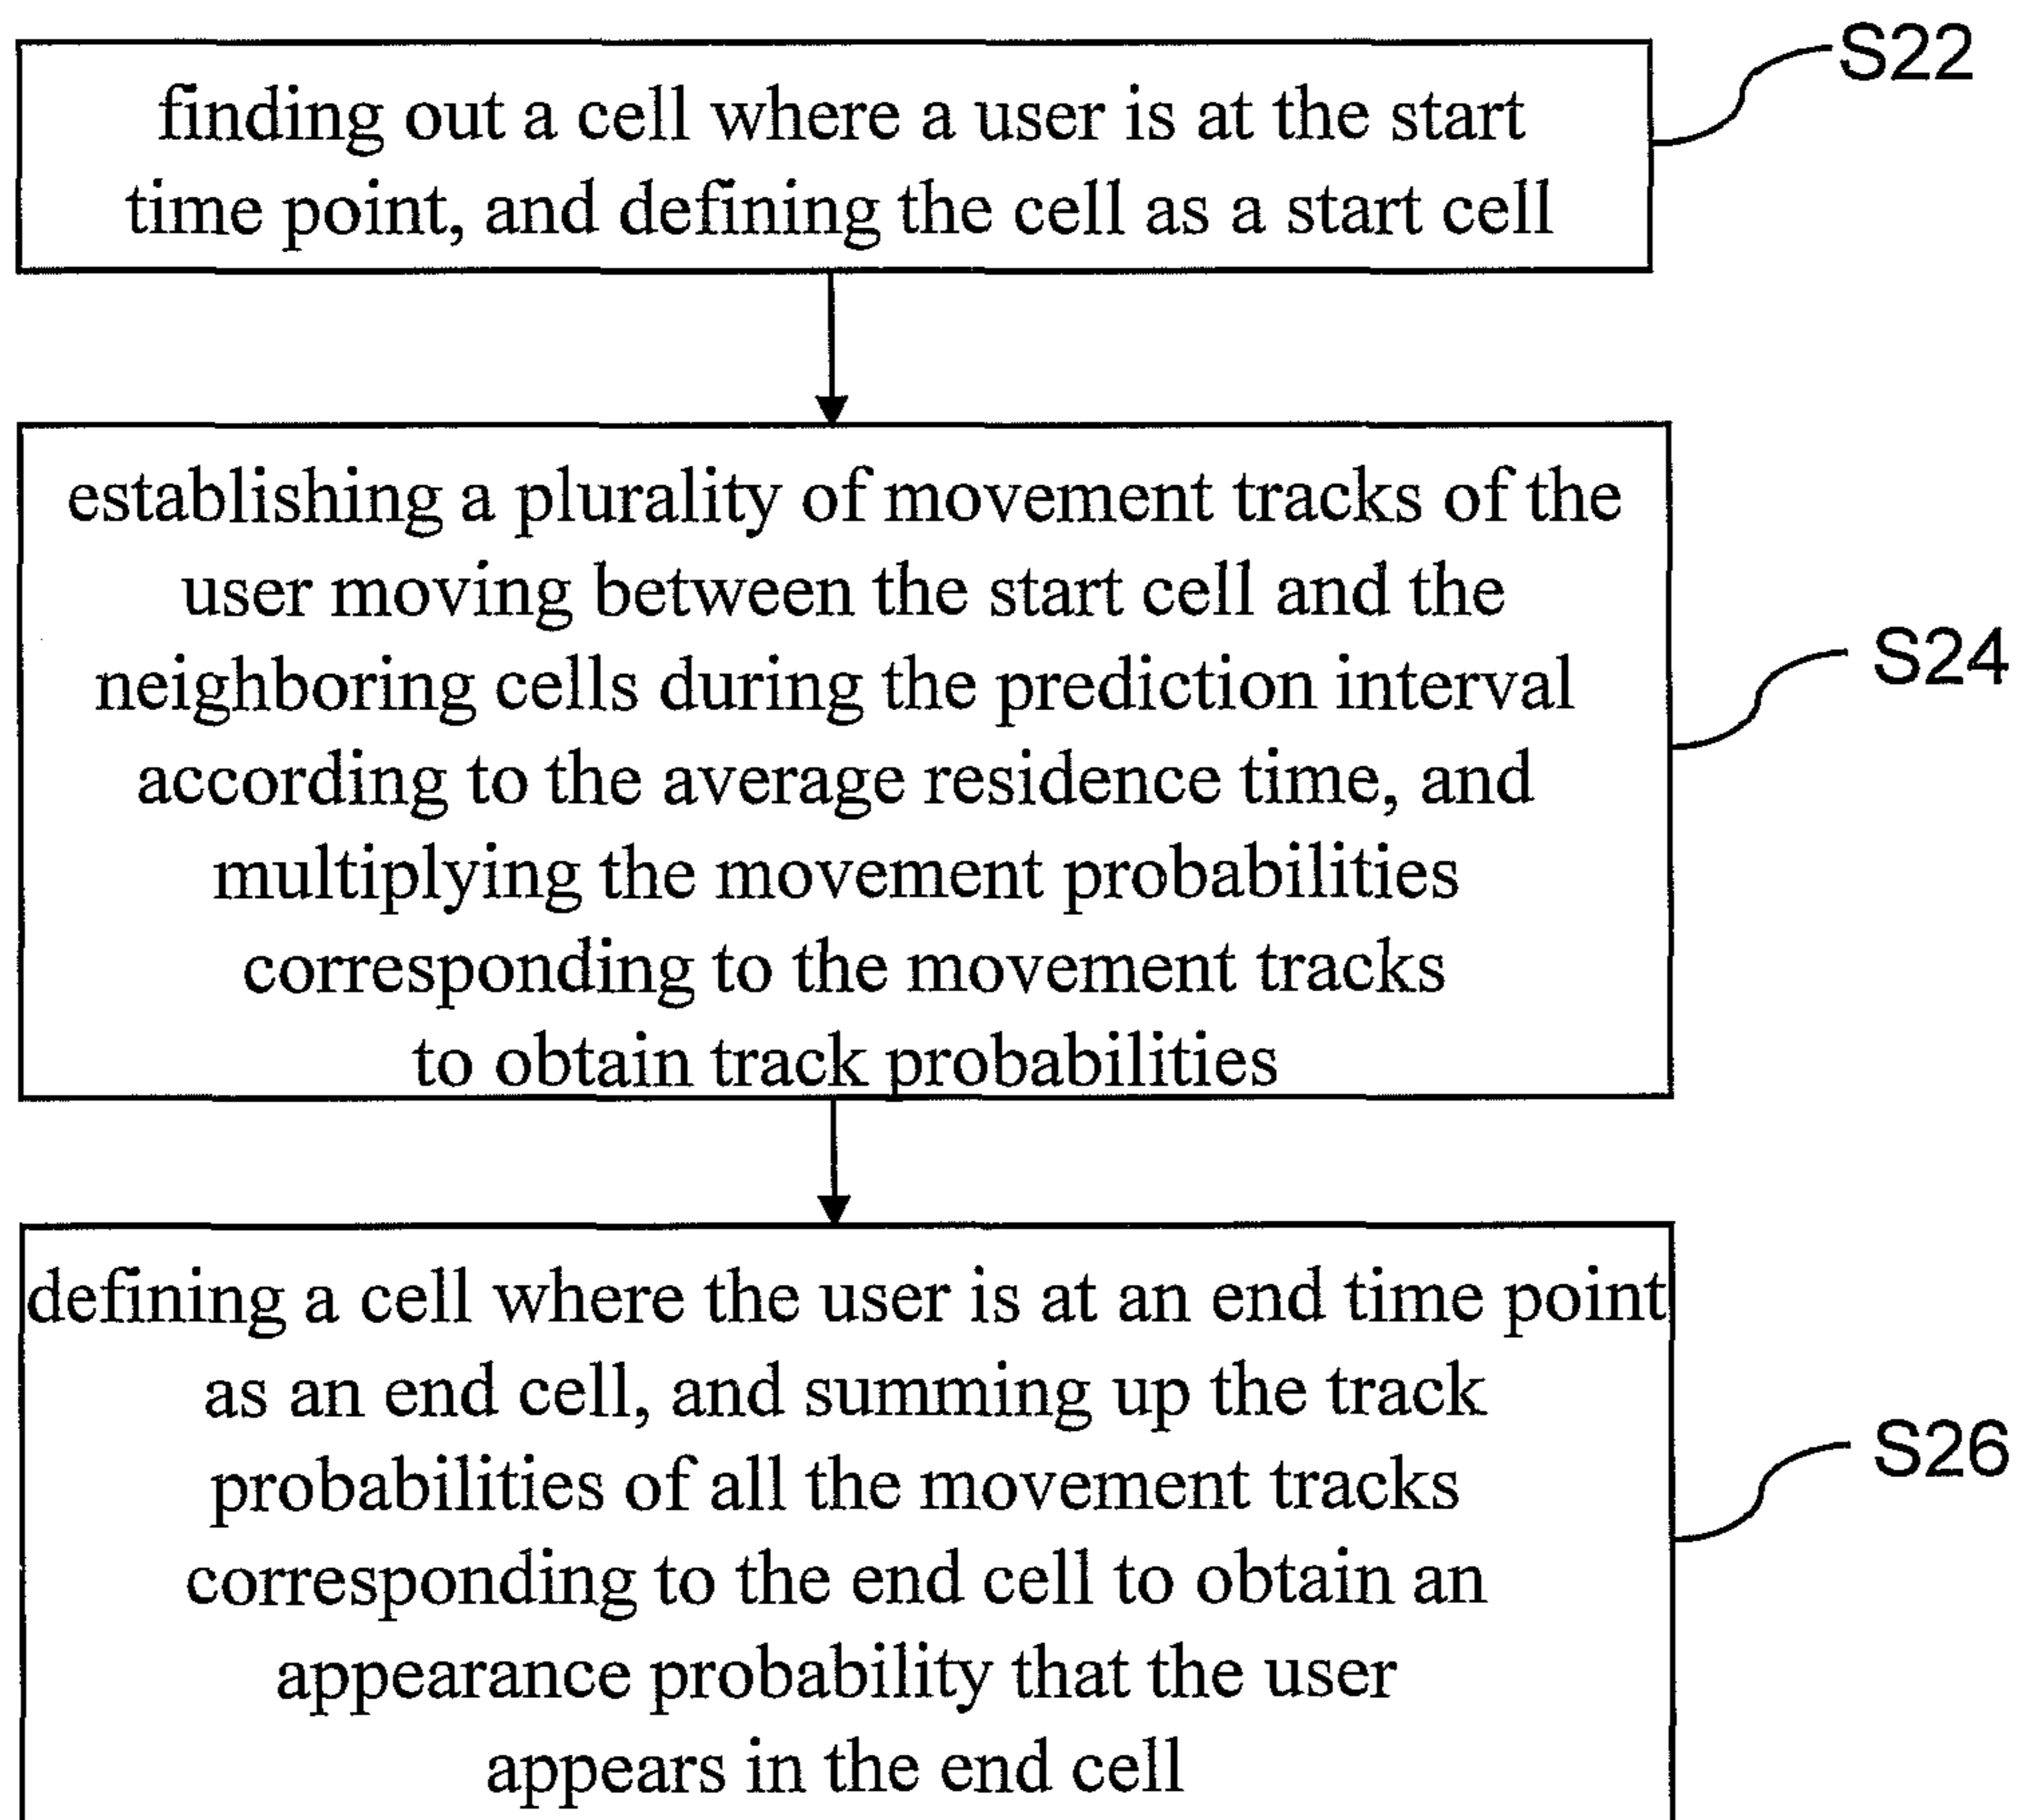 S22
finding out a cell where a user is at the start
time point, and defining the cell as a start cell
establishing a plurality of movement tracks of the
user moving between the start cell and the
neighboring cells during the prediction interval
according to the average residence time, and
multiplying the movement probabilities
corresponding to the movement tracks
to obtain track probabilities
S24
defining a cell where the user is at an end time point
as an end cell, and summing up the track
probabilities of all the movement tracks
corresponding to the end cell to obtain an
appearance probability that the user
appears in the end cell
S26